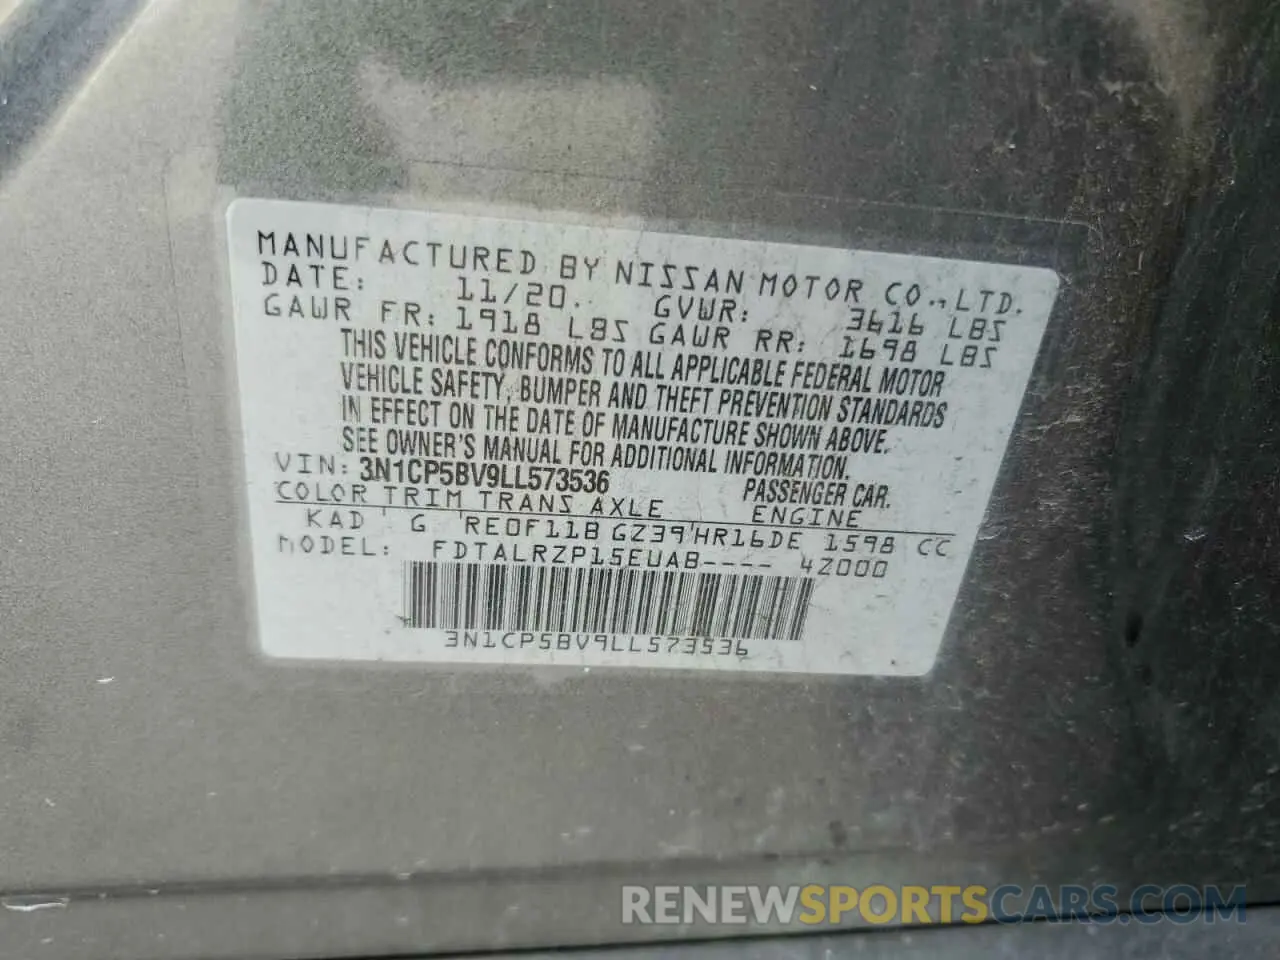 MANUFACTURED BY NISSAN MOTOR CO., LTD.
DATE: 11/20. GVWR: 3616 LBS
GAWR FR: 1918 LBS GAWR RR: 1698 LBS
THIS VEHICLE CONFORMS TO ALL APPLICABLE FEDERAL MOTOR
VEHICLE SAFETY, BUMPER AND THEFT PREVENTION STANDARDS
IN EFFECT ON THE DATE OF MANUFACTURE SHOWN ABOVE.
SEE OWNER'S MANUAL FOR ADDITIONAL INFORMATION.
VIN: 3N1CP5BV9LL573536 PASSENGER CAR.
COLOR TRIM TRANS AXLE ENGINE
KAD G RE0F11B GZ39 HR16DE 1598 CC
MODEL: FDTALRZP15EUAB---- 4Z000
3N1CP5BV9LL573536
RENEWSPORTSCARS.COM